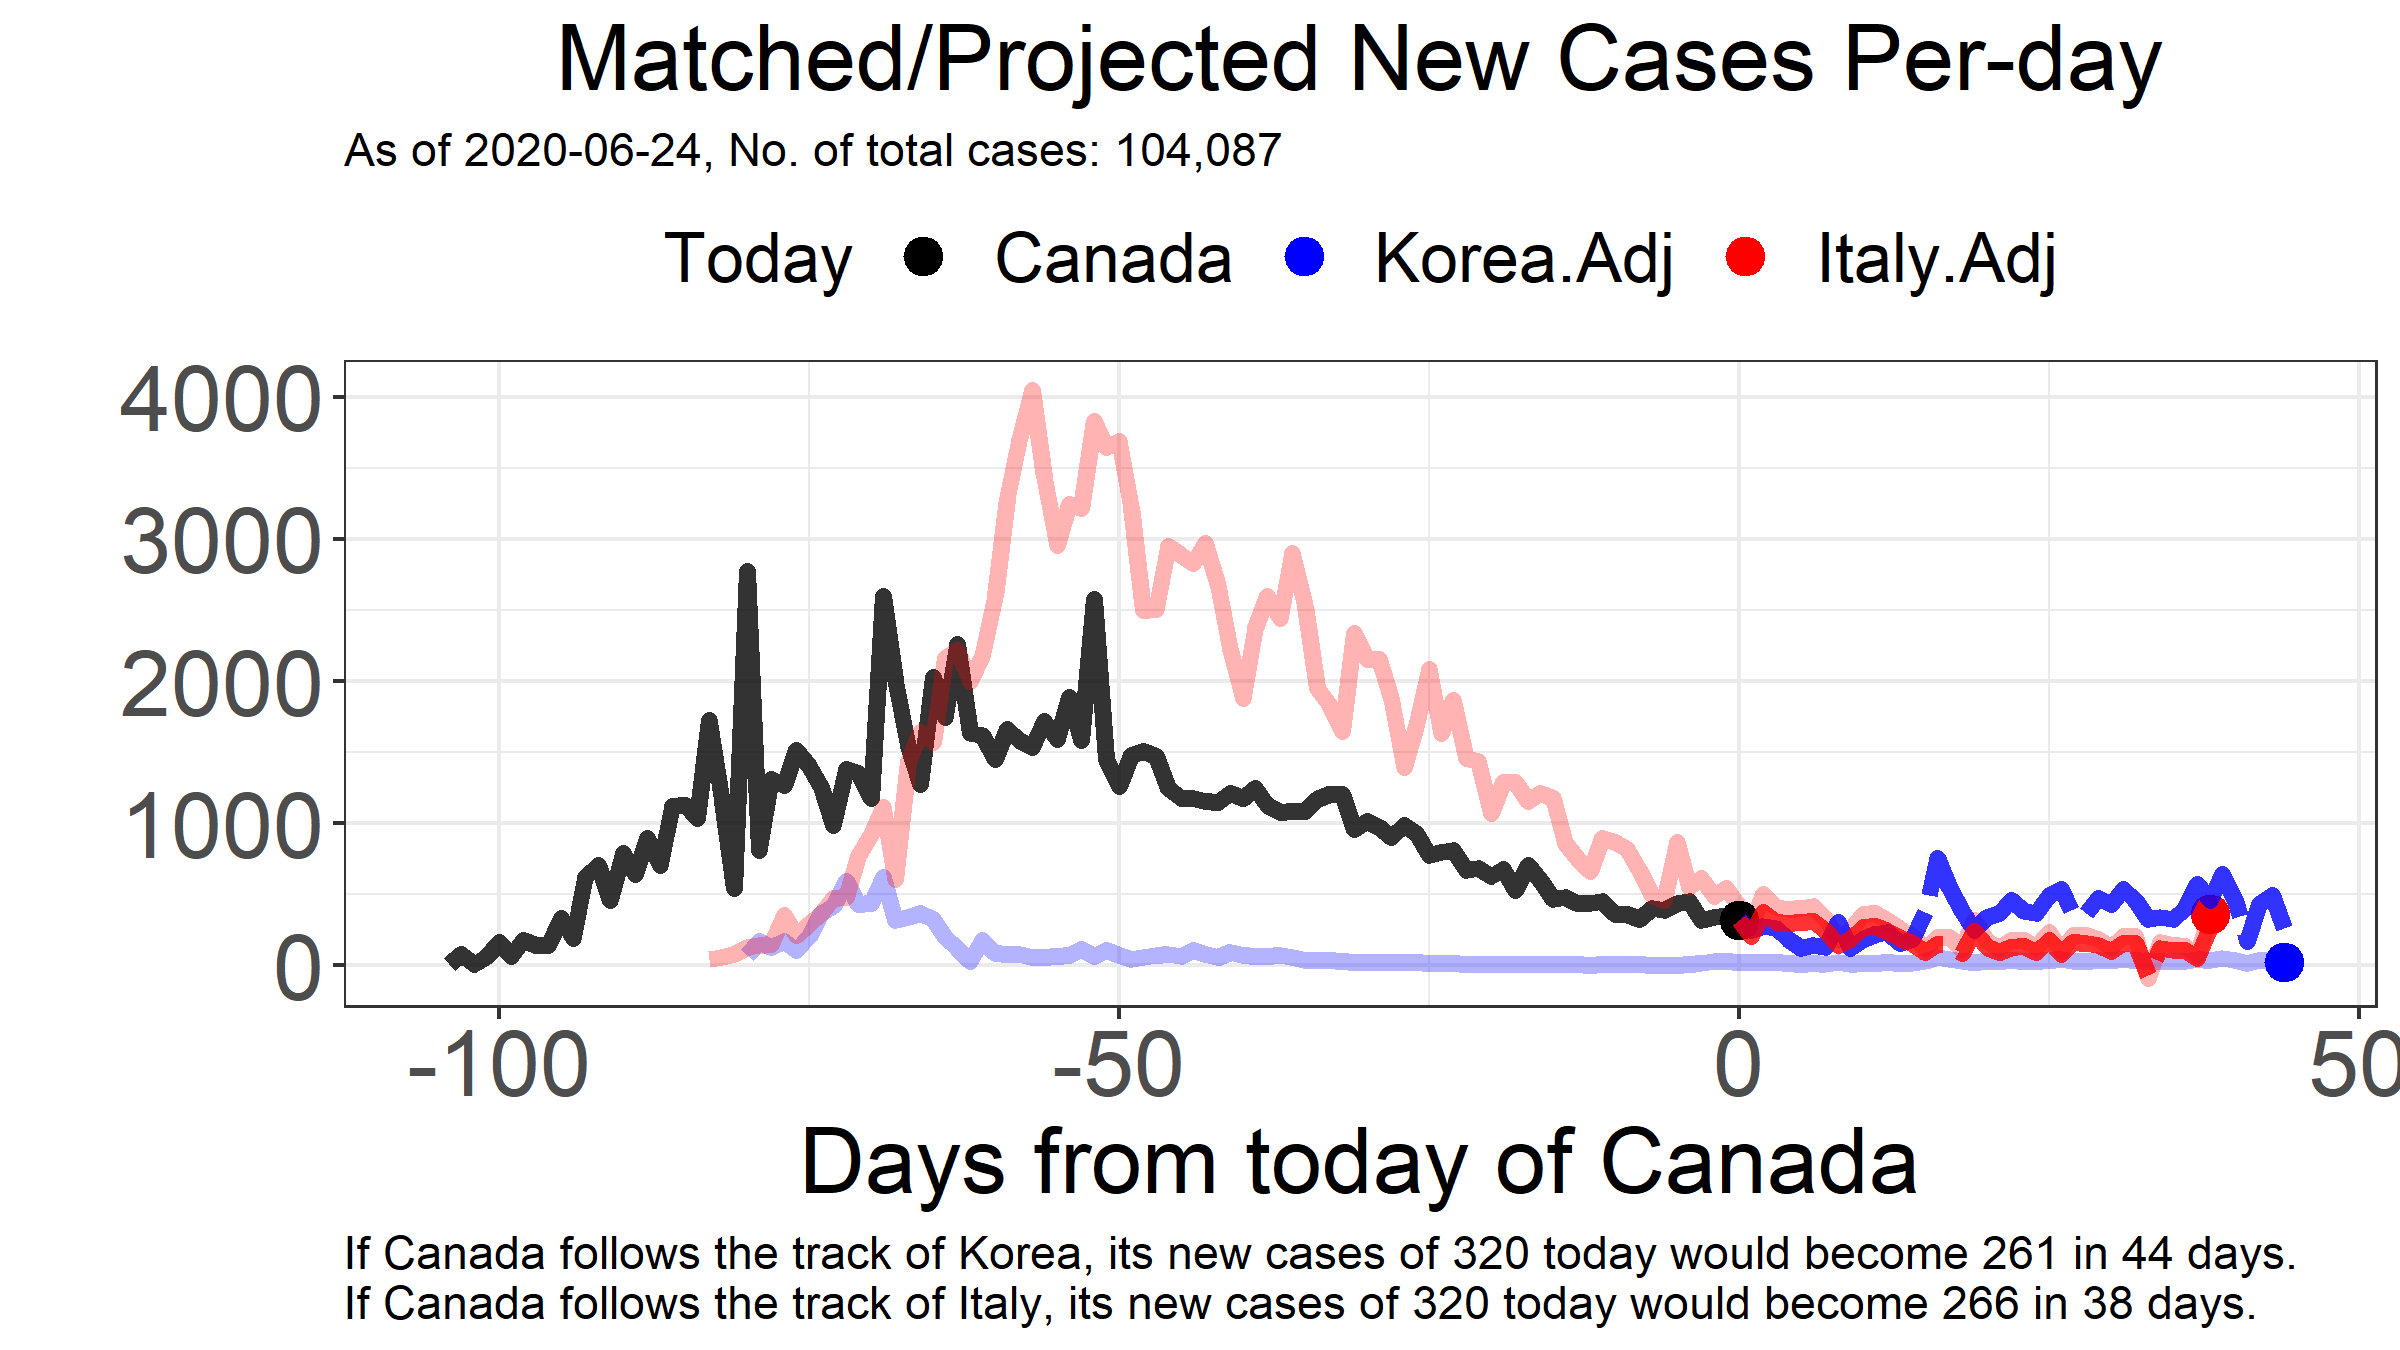 Matched/Projected New Cases Per-day
As of 2020-06-24, No. of total cases: 104,087
Today Canada Korea.Adj Italy.Adj
4000
3000
2000
1000
0
-100 -50 0 50
Days from today of Canada
If Canada follows the track of Korea, its new cases of 320 today would become 261 in 44 days.
If Canada follows the track of Italy, its new cases of 320 today would become 266 in 38 days.